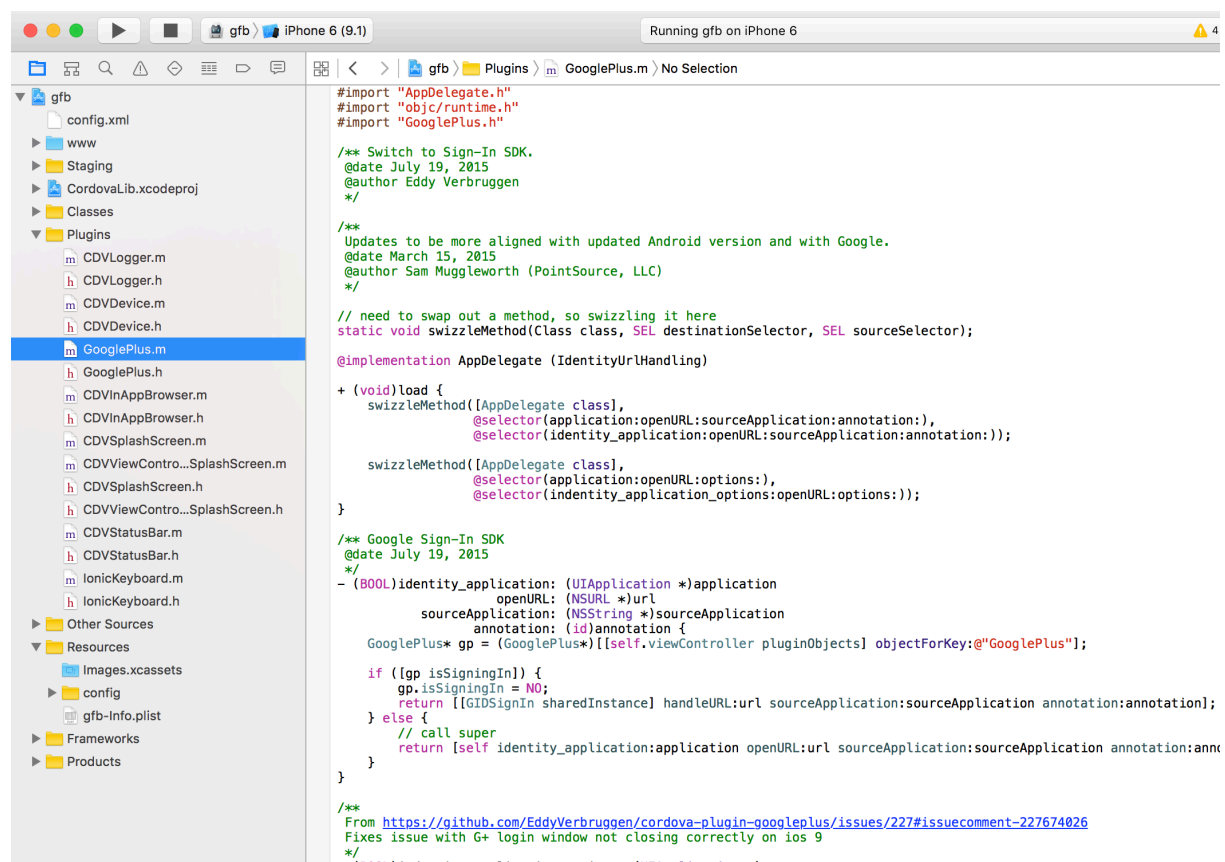 gfb 〉 iPhone 6 (9.1)
Running gfb on iPhone 6
4
gfb 〉 Plugins 〉 m GooglePlus.m 〉 No Selection
gfb
config.xml
www
Staging
CordovaLib.xcodeproj
Classes
Plugins
m CDVLogger.m
h CDVLogger.h
m CDVDevice.m
h CDVDevice.h
m GooglePlus.m
h GooglePlus.h
m CDVInAppBrowser.m
h CDVInAppBrowser.h
m CDVSplashScreen.m
m CDVViewContro...SplashScreen.m
h CDVSplashScreen.h
h CDVViewContro...SplashScreen.h
m CDVStatusBar.m
h CDVStatusBar.h
m IonicKeyboard.m
h IonicKeyboard.h
Other Sources
Resources
Images.xcassets
config
gfb-Info.plist
Frameworks
Products
#import "AppDelegate.h"
#import "objc/runtime.h"
#import "GooglePlus.h"
/** Switch to Sign-In SDK.
@date July 19, 2015
@author Eddy Verbruggen
*/
/**
Updates to be more aligned with updated Android version and with Google.
@date March 15, 2015
@author Sam Muggleworth (PointSource, LLC)
*/
// need to swap out a method, so swizzling it here
static void swizzleMethod(Class class, SEL destinationSelector, SEL sourceSelector);
@implementation AppDelegate (IdentityUrlHandling)
+ (void)load {
swizzleMethod([AppDelegate class],
@selector(application:openURL:sourceApplication:annotation:),
@selector(identity_application:openURL:sourceApplication:annotation:));
swizzleMethod([AppDelegate class],
@selector(application:openURL:options:),
@selector(indentity_application_options:openURL:options:));
}
/** Google Sign-In SDK
@date July 19, 2015
*/
- (BOOL)identity_application: (UIApplication *)application
openURL: (NSURL *)url
sourceApplication: (NSString *)sourceApplication
annotation: (id)annotation {
GooglePlus* gp = (GooglePlus*)[[self.viewController pluginObjects] objectForKey:@"GooglePlus"];
if ([gp isSigningIn]) {
gp.isSigningIn = NO;
return [[GIDSignIn sharedInstance] handleURL:url sourceApplication:sourceApplication annotation:annotation];
} else {
// call super
return [self identity_application:application openURL:url sourceApplication:sourceApplication annotation:anno
}
}
/**
From https://github.com/EddyVerbruggen/cordova-plugin-googleplus/issues/227#issuecomment-227674026
Fixes issue with G+ login window not closing correctly on ios 9
*/